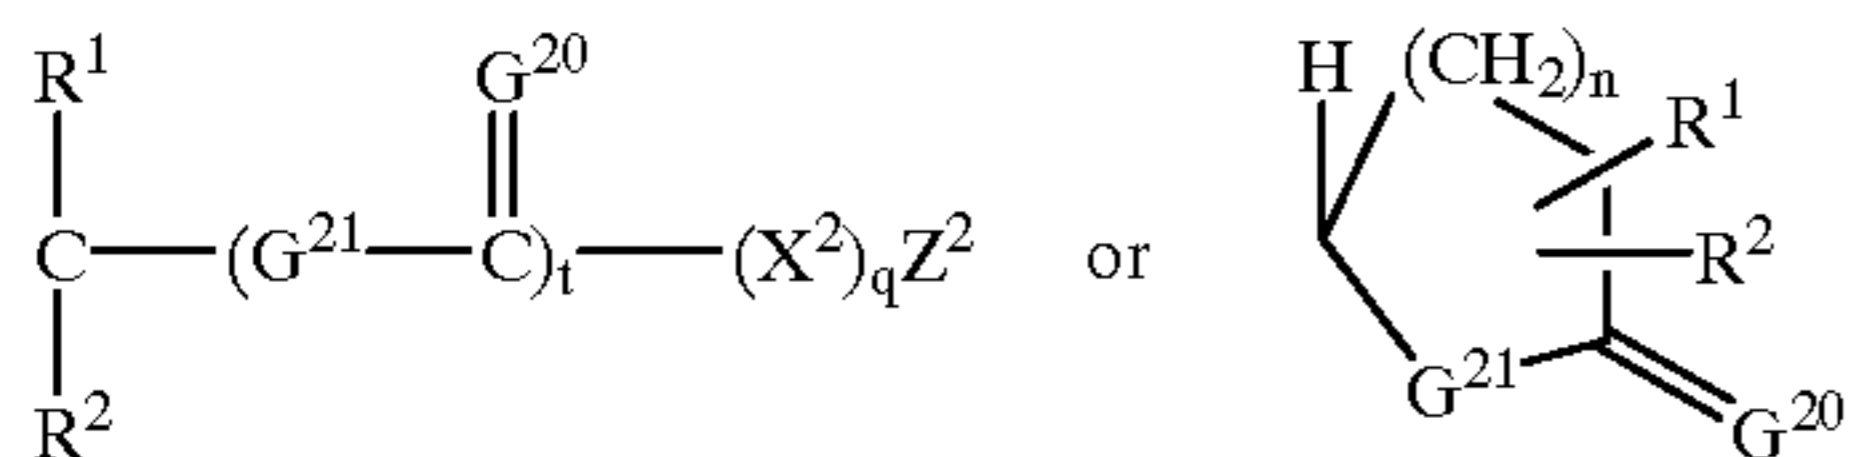 R¹ G²⁰ H (CH₂)ₙ R¹
C (G²¹ C)ₜ (X²)qZ² or R²
R² G²¹ G²⁰